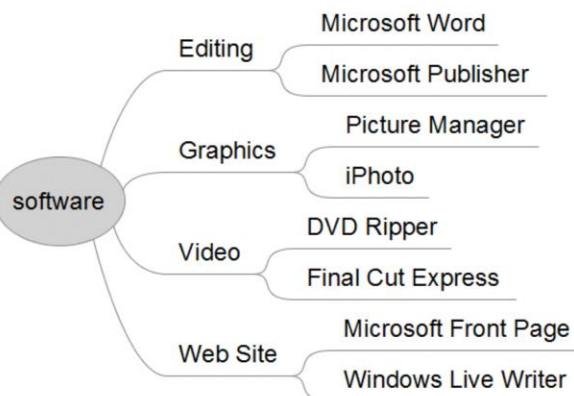 software
Editing
Microsoft Word
Microsoft Publisher
Graphics
Picture Manager
iPhoto
Video
DVD Ripper
Final Cut Express
Web Site
Microsoft Front Page
Windows Live Writer